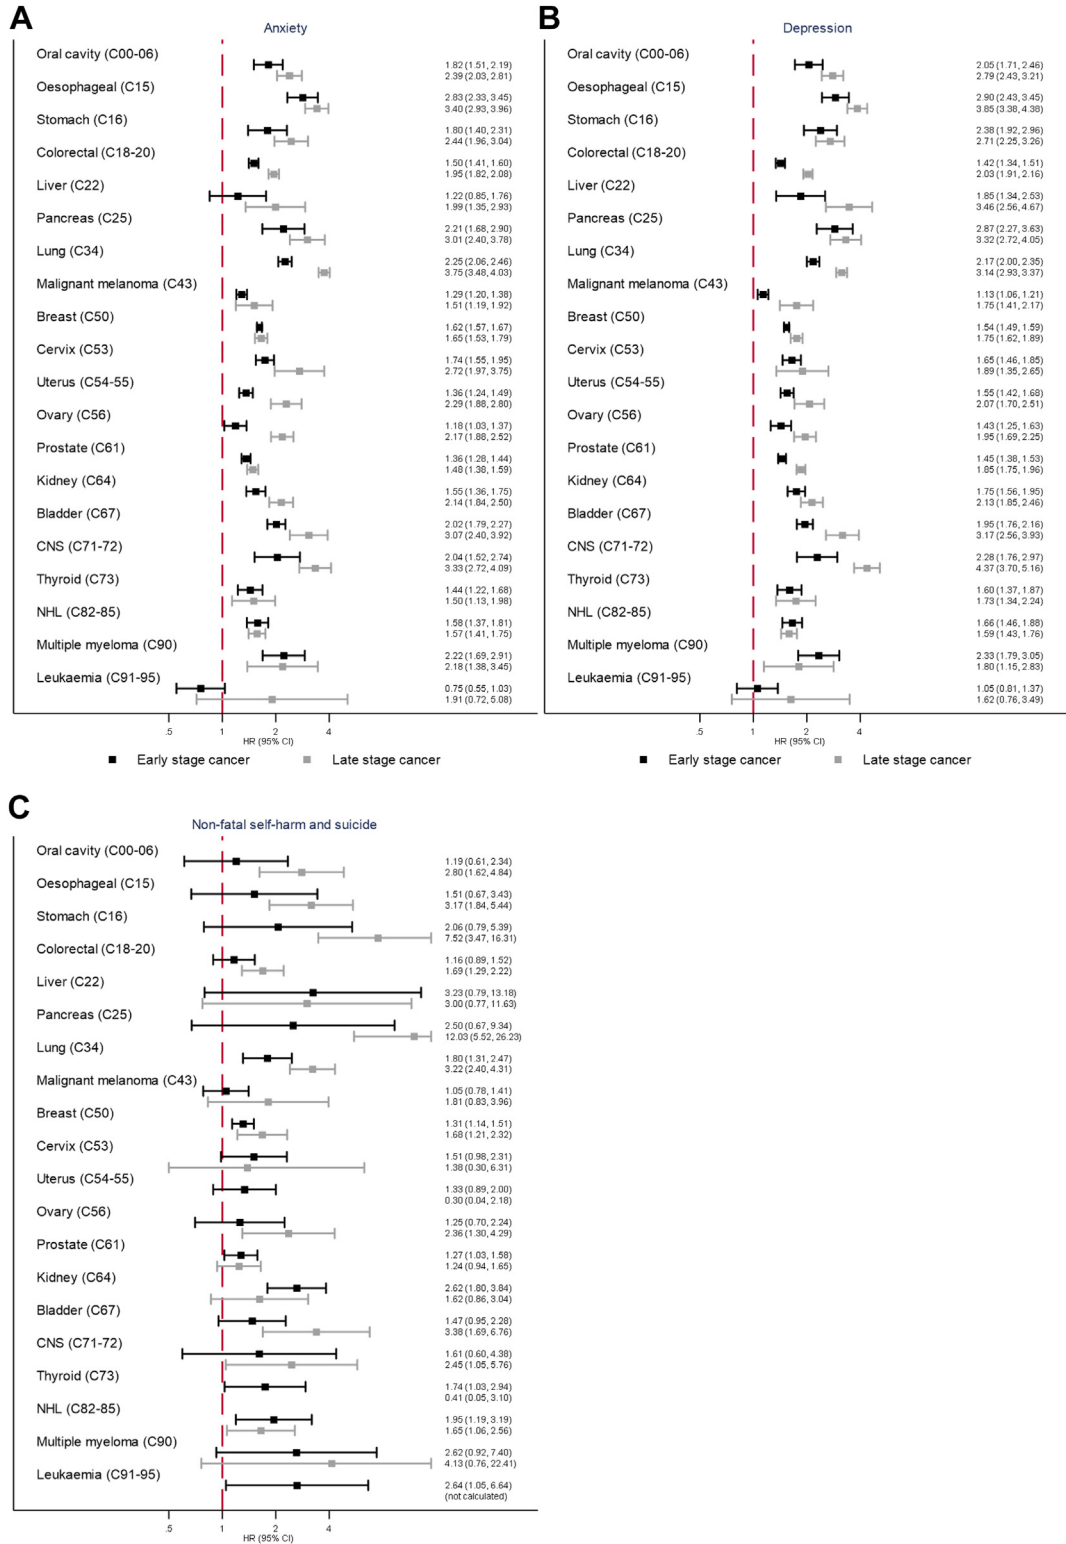 A
Anxiety
Oral cavity (C00-06)
1.82 (1.51, 2.19)
2.39 (2.03, 2.81)
Oesophageal (C15)
2.83 (2.33, 3.45)
3.40 (2.93, 3.96)
Stomach (C16)
1.80 (1.40, 2.31)
2.44 (1.96, 3.04)
Colorectal (C18-20)
1.50 (1.41, 1.60)
1.95 (1.82, 2.08)
Liver (C22)
1.22 (0.85, 1.76)
1.99 (1.35, 2.93)
Pancreas (C25)
2.21 (1.68, 2.90)
3.01 (2.40, 3.78)
Lung (C34)
2.25 (2.06, 2.46)
3.75 (3.48, 4.03)
Malignant melanoma (C43)
1.29 (1.20, 1.38)
1.51 (1.19, 1.92)
Breast (C50)
1.62 (1.57, 1.67)
1.65 (1.53, 1.79)
Cervix (C53)
1.74 (1.55, 1.95)
2.72 (1.97, 3.75)
Uterus (C54-55)
1.36 (1.24, 1.49)
2.29 (1.88, 2.80)
Ovary (C56)
1.18 (1.03, 1.37)
2.17 (1.88, 2.52)
Prostate (C61)
1.36 (1.28, 1.44)
1.48 (1.38, 1.59)
Kidney (C64)
1.55 (1.36, 1.75)
2.14 (1.84, 2.50)
Bladder (C67)
2.02 (1.79, 2.27)
3.07 (2.40, 3.92)
CNS (C71-72)
2.04 (1.52, 2.74)
3.33 (2.72, 4.09)
Thyroid (C73)
1.44 (1.22, 1.68)
1.50 (1.13, 1.98)
NHL (C82-85)
1.58 (1.37, 1.81)
1.57 (1.41, 1.75)
Multiple myeloma (C90)
2.22 (1.69, 2.91)
2.18 (1.38, 3.45)
Leukaemia (C91-95)
0.75 (0.55, 1.03)
1.91 (0.72, 5.08)
.5 1 2 4
HR (95% CI)
Early stage cancer Late stage cancer
B
Depression
Oral cavity (C00-06)
2.05 (1.71, 2.46)
2.79 (2.43, 3.21)
Oesophageal (C15)
2.90 (2.43, 3.45)
3.85 (3.38, 4.38)
Stomach (C16)
2.38 (1.92, 2.96)
2.71 (2.25, 3.26)
Colorectal (C18-20)
1.42 (1.34, 1.51)
2.03 (1.91, 2.16)
Liver (C22)
1.85 (1.34, 2.53)
3.46 (2.56, 4.67)
Pancreas (C25)
2.87 (2.27, 3.63)
3.32 (2.72, 4.05)
Lung (C34)
2.17 (2.00, 2.35)
3.14 (2.93, 3.37)
Malignant melanoma (C43)
1.13 (1.06, 1.21)
1.75 (1.41, 2.17)
Breast (C50)
1.54 (1.49, 1.59)
1.75 (1.62, 1.89)
Cervix (C53)
1.65 (1.46, 1.85)
1.89 (1.35, 2.65)
Uterus (C54-55)
1.55 (1.42, 1.68)
2.07 (1.70, 2.51)
Ovary (C56)
1.43 (1.25, 1.63)
1.95 (1.69, 2.25)
Prostate (C61)
1.45 (1.38, 1.53)
1.85 (1.75, 1.96)
Kidney (C64)
1.75 (1.56, 1.95)
2.13 (1.85, 2.46)
Bladder (C67)
1.95 (1.76, 2.16)
3.17 (2.56, 3.93)
CNS (C71-72)
2.28 (1.76, 2.97)
4.37 (3.70, 5.16)
Thyroid (C73)
1.60 (1.37, 1.87)
1.73 (1.34, 2.24)
NHL (C82-85)
1.66 (1.46, 1.88)
1.59 (1.43, 1.76)
Multiple myeloma (C90)
2.33 (1.79, 3.05)
1.80 (1.15, 2.83)
Leukaemia (C91-95)
1.05 (0.81, 1.37)
1.62 (0.76, 3.49)
.5 1 2 4
HR (95% CI)
Early stage cancer Late stage cancer
C
Non-fatal self-harm and suicide
Oral cavity (C00-06)
1.19 (0.61, 2.34)
2.80 (1.62, 4.84)
Oesophageal (C15)
1.51 (0.67, 3.43)
3.17 (1.84, 5.44)
Stomach (C16)
2.06 (0.79, 5.39)
7.52 (3.47, 16.31)
Colorectal (C18-20)
1.16 (0.89, 1.52)
1.69 (1.29, 2.22)
Liver (C22)
3.23 (0.79, 13.18)
3.00 (0.77, 11.63)
Pancreas (C25)
2.50 (0.67, 9.34)
12.03 (5.52, 26.23)
Lung (C34)
1.80 (1.31, 2.47)
3.22 (2.40, 4.31)
Malignant melanoma (C43)
1.05 (0.78, 1.41)
1.81 (0.83, 3.96)
Breast (C50)
1.31 (1.14, 1.51)
1.68 (1.21, 2.32)
Cervix (C53)
1.51 (0.98, 2.31)
1.38 (0.30, 6.31)
Uterus (C54-55)
1.33 (0.89, 2.00)
0.30 (0.04, 2.18)
Ovary (C56)
1.25 (0.70, 2.24)
2.36 (1.30, 4.29)
Prostate (C61)
1.27 (1.03, 1.58)
1.24 (0.94, 1.65)
Kidney (C64)
2.62 (1.80, 3.84)
1.62 (0.86, 3.04)
Bladder (C67)
1.47 (0.95, 2.28)
3.38 (1.69, 6.76)
CNS (C71-72)
1.61 (0.60, 4.38)
2.45 (1.05, 5.76)
Thyroid (C73)
1.74 (1.03, 2.94)
0.41 (0.05, 3.10)
NHL (C82-85)
1.95 (1.19, 3.19)
1.65 (1.06, 2.56)
Multiple myeloma (C90)
2.62 (0.92, 7.40)
4.13 (0.76, 22.41)
Leukaemia (C91-95)
2.64 (1.05, 6.64)
(not calculated)
.5 1 2 4
HR (95% CI)